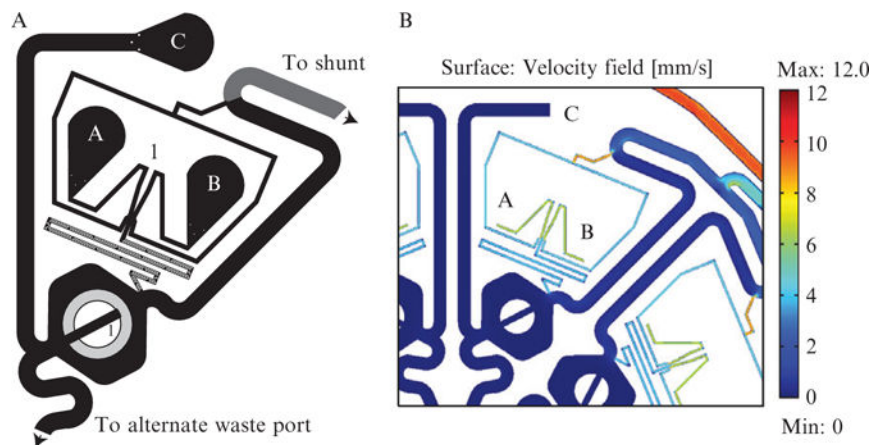 A
C
To shunt
A
1
B
1
To alternate waste port
B
Surface: Velocity field [mm/s]
Max: 12.0
C
A
B
12
10
8
6
4
2
0
Min: 0